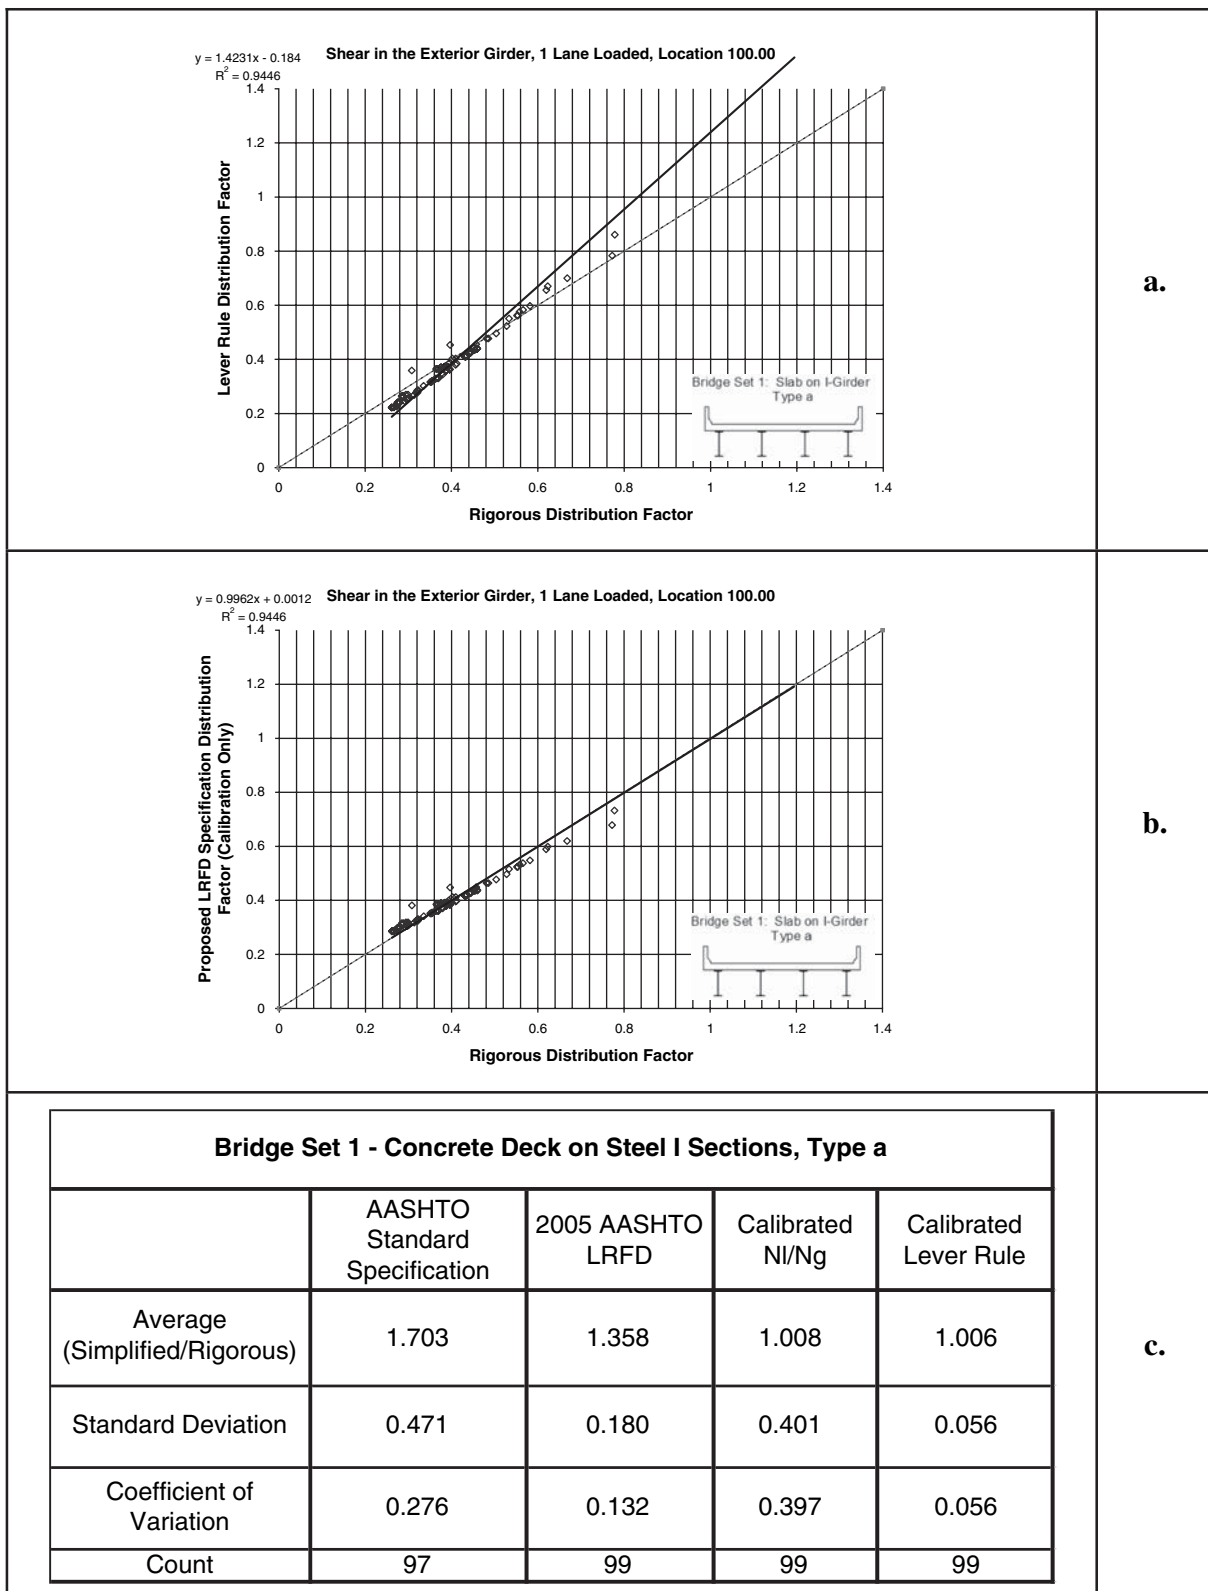 y = 1.4231x - 0.184
R² = 0.9446
Shear in the Exterior Girder, 1 Lane Loaded, Location 100.00
Lever Rule Distribution Factor
1.4
1.2
1
0.8
0.6
0.4
0.2
0
0 0.2 0.4 0.6 0.8 1 1.2 1.4
Rigorous Distribution Factor
Bridge Set 1: Slab on I-Girder
Type a
a.
y = 0.9962x + 0.0012
R² = 0.9446
Shear in the Exterior Girder, 1 Lane Loaded, Location 100.00
Proposed LRFD Specification Distribution
Factor (Calibration Only)
1.4
1.2
1
0.8
0.6
0.4
0.2
0
0 0.2 0.4 0.6 0.8 1 1.2 1.4
Rigorous Distribution Factor
Bridge Set 1: Slab on I-Girder
Type a
b.
Bridge Set 1 - Concrete Deck on Steel I Sections, Type a
AASHTO
Standard
Specification
2005 AASHTO
LRFD
Calibrated
Nl/Ng
Calibrated
Lever Rule
Average
(Simplified/Rigorous)
1.703 1.358 1.008 1.006
Standard Deviation 0.471 0.180 0.401 0.056
Coefficient of
Variation
0.276 0.132 0.397 0.056
Count 97 99 99 99
c.